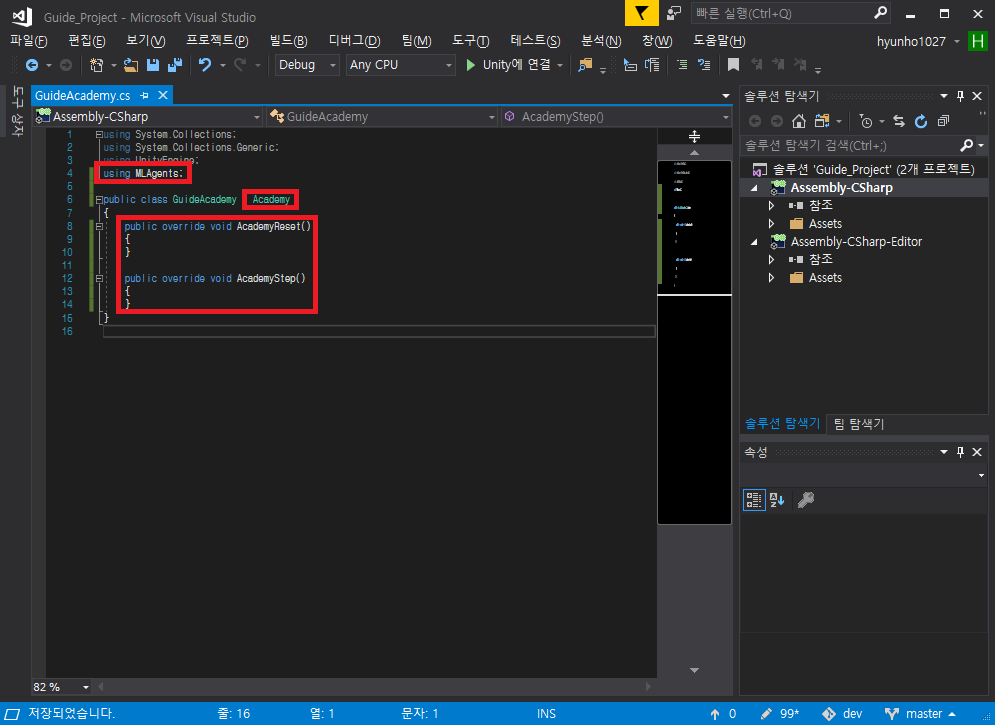 Guide_Project - Microsoft Visual Studio
빠른 실행(Ctrl+Q)
파일(F) 편집(E) 보기(V) 프로젝트(P) 빌드(B) 디버그(D) 팀(M) 도구(T) 테스트(S) 분석(N) 창(W) 도움말(H)
hyunho1027 H
Debug Any CPU Unity에 연결
도구 상자
GuideAcademy.cs
Assembly-CSharp GuideAcademy AcademyStep()
1 using System.Collections;
2 using System.Collections.Generic;
3 using UnityEngine;
4 using MLAgents;
5
6 public class GuideAcademy Academy
7 {
8 public override void AcademyReset()
9 {
10 }
11
12 public override void AcademyStep()
13 {
14 }
15 }
16
82 %
솔루션 탐색기
솔루션 탐색기 검색(Ctrl+;)
솔루션 'Guide_Project' (2개 프로젝트)
Assembly-CSharp
참조
Assets
Assembly-CSharp-Editor
참조
Assets
솔루션 탐색기 팀 탐색기
속성
저장되었습니다. 줄: 16 열: 1 문자: 1 INS 0 99* dev master